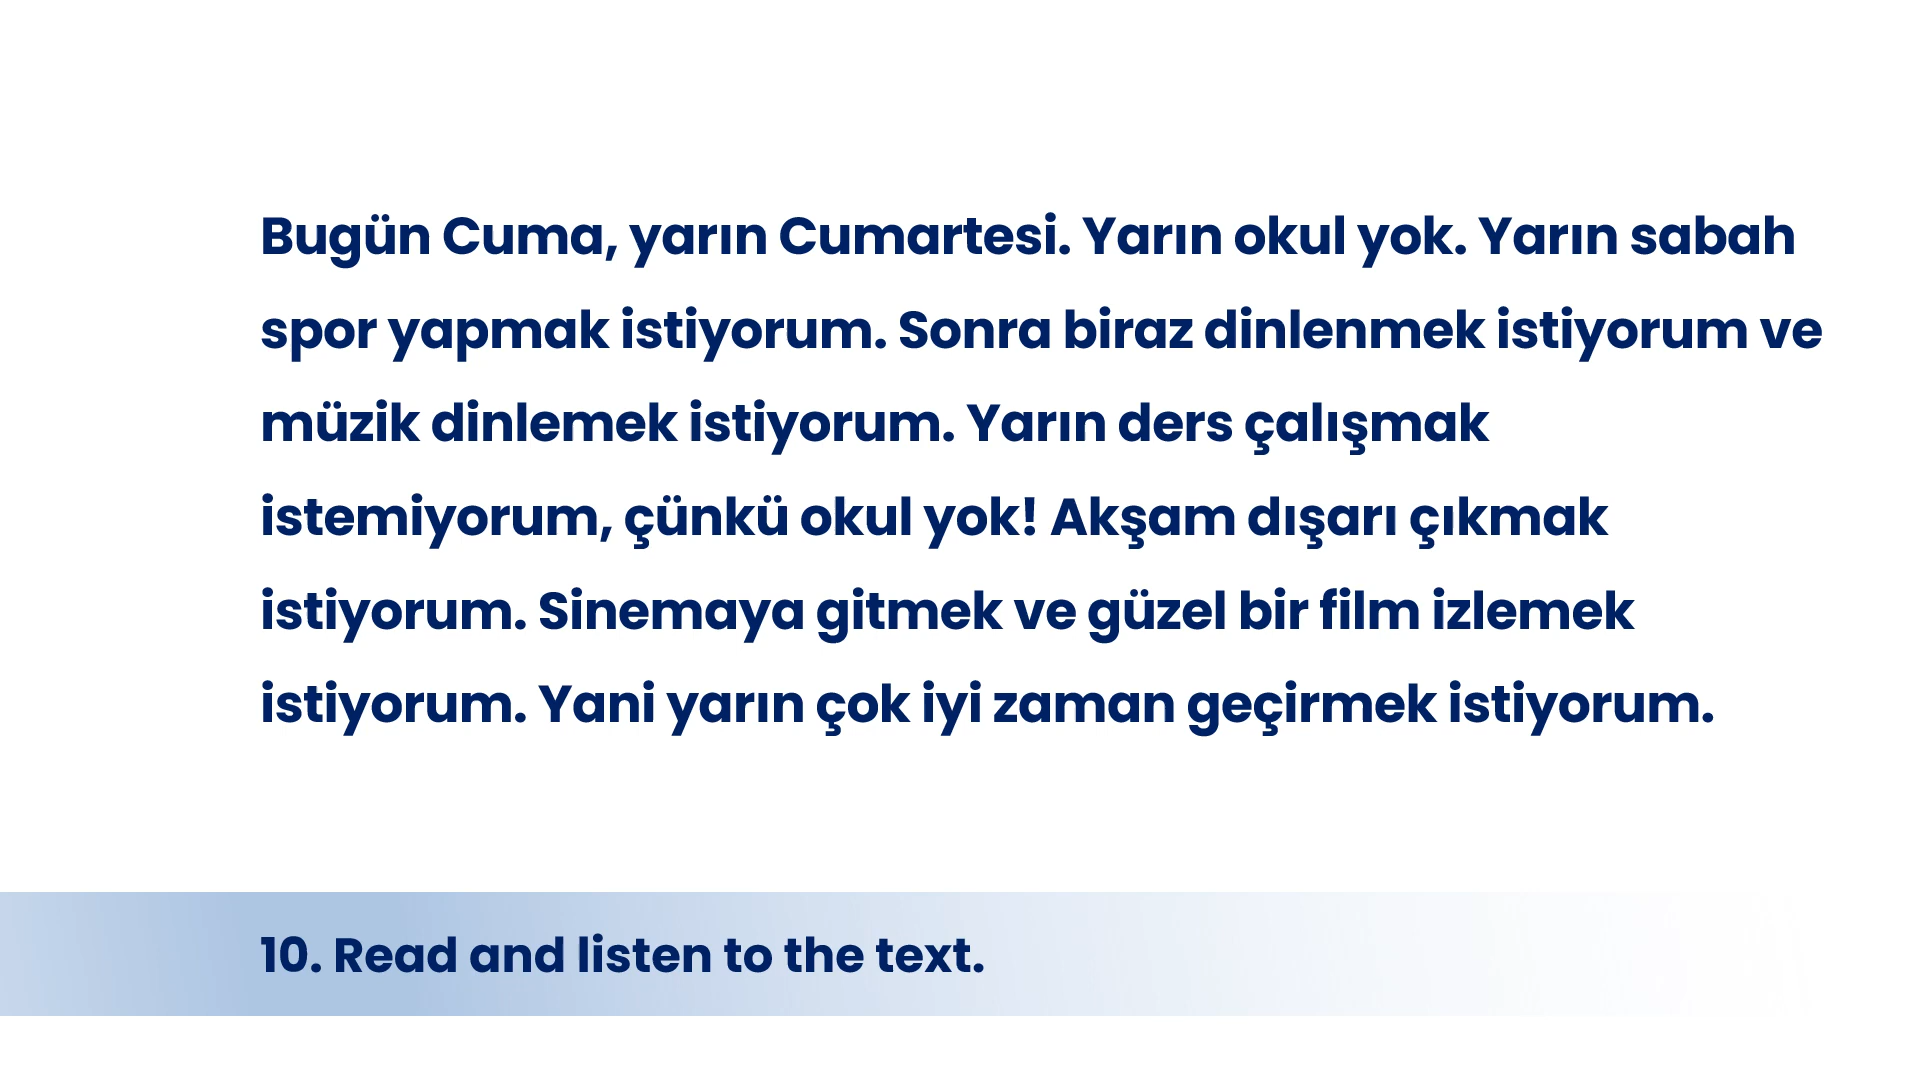 Bugün Cuma, yarın Cumartesi. Yarın okul yok. Yarın sabah
spor yapmak istiyorum. Sonra biraz dinlenmek istiyorum ve
müzik dinlemek istiyorum. Yarın ders çalışmak
istemiyorum, çünkü okul yok! Akşam dışarı çıkmak
istiyorum. Sinemaya gitmek ve güzel bir film izlemek
istiyorum. Yani yarın çok iyi zaman geçirmek istiyorum.
10. Read and listen to the text.